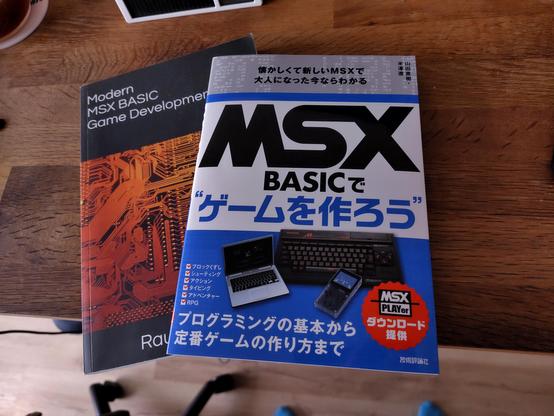 Modern
MSX BASIC
Game Developmen
Ra
懐かしくて新しいMSXで
大人になった今ならわかる
MSX
BASICで
“ゲームを作ろう”
ブロックくずし
シューティング
アクション
タイピング
アドベンチャー
RPG
MSX
PLAYer
ダウンロード
提供
プログラミングの基本から
定番ゲームの作り方まで
技術評論社